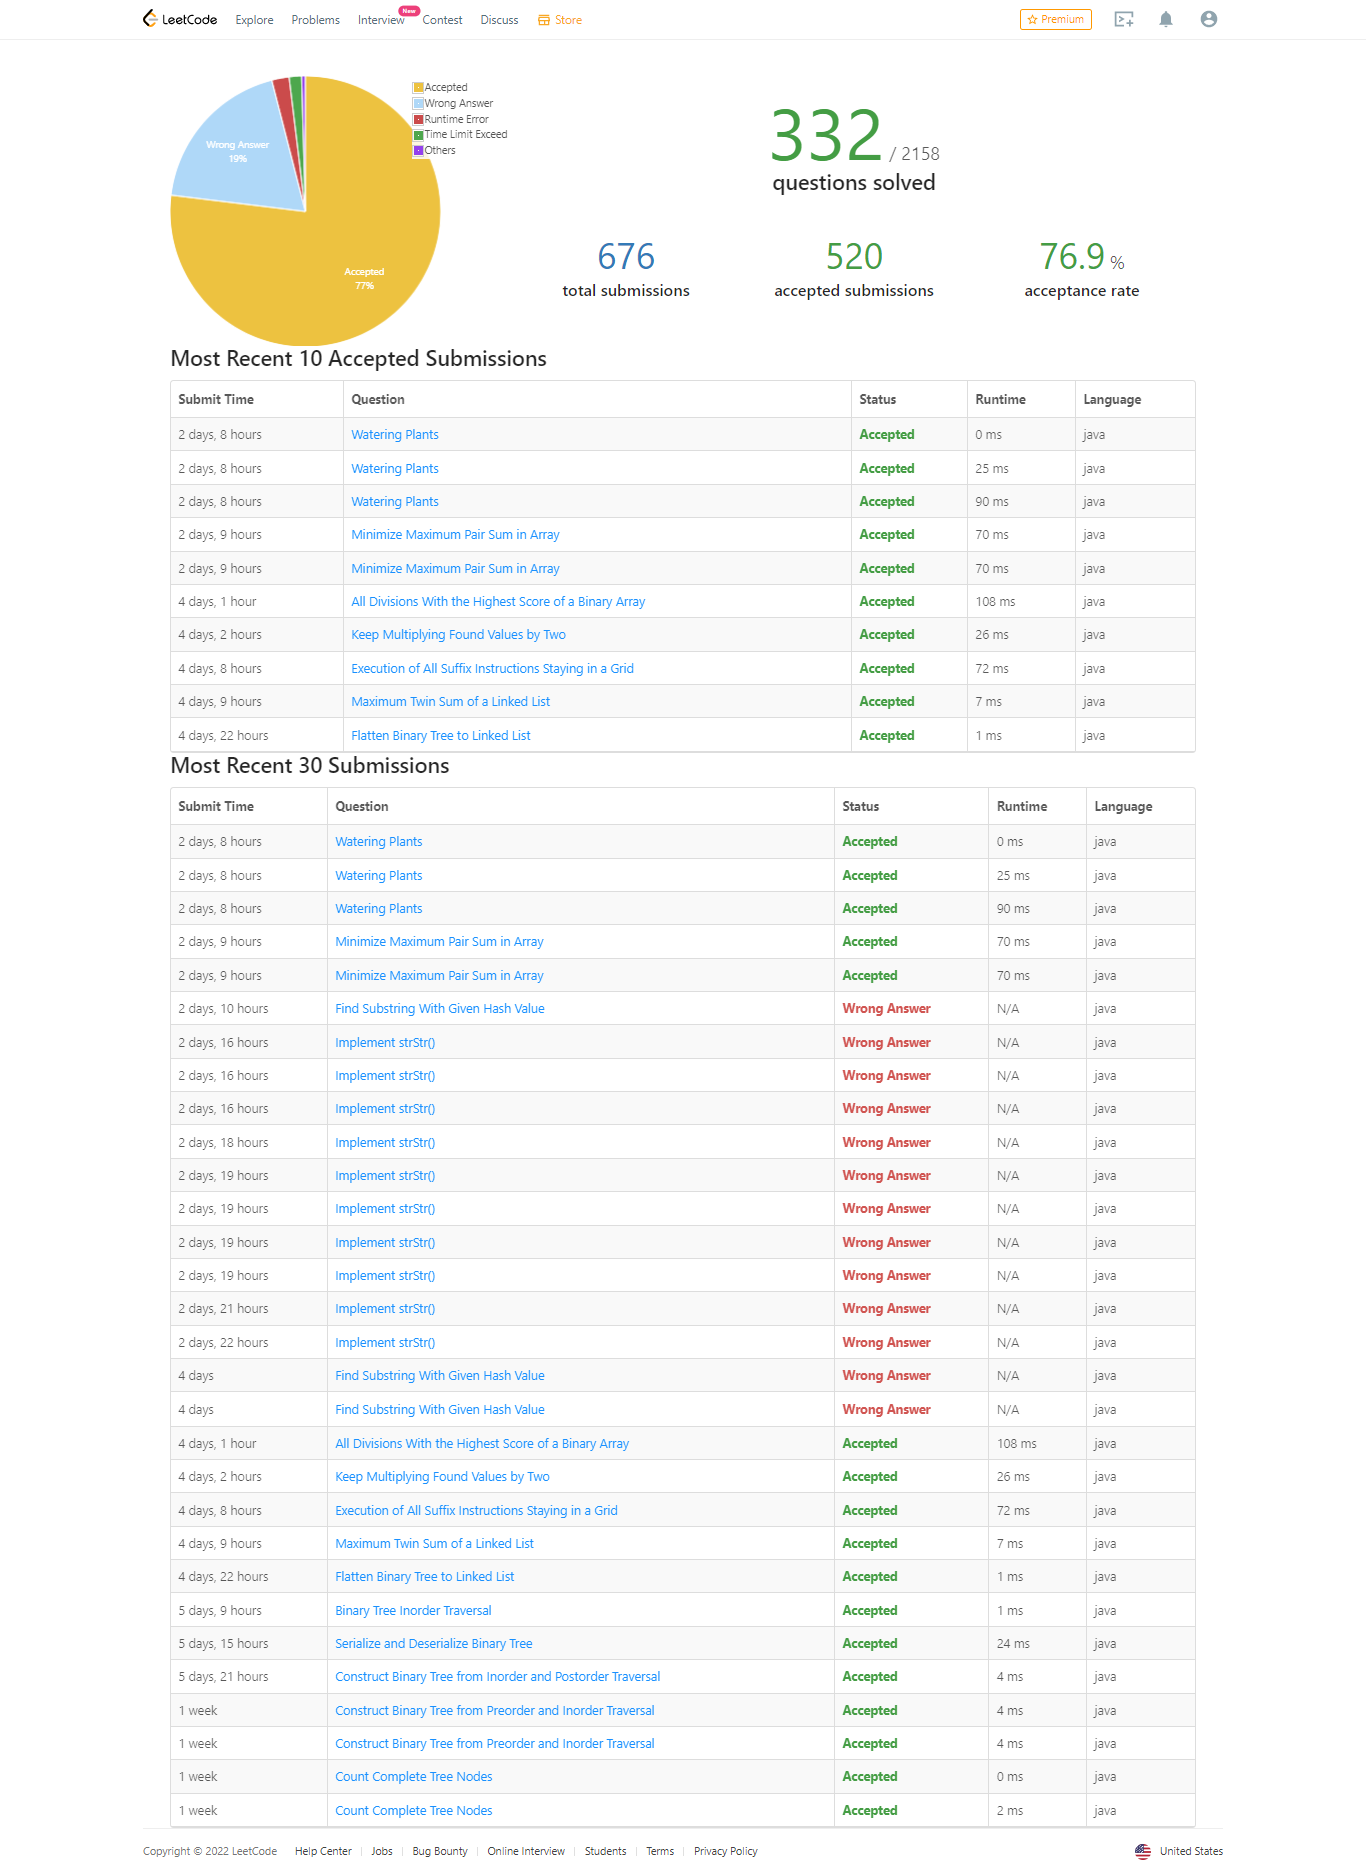 LeetCode Explore Problems Interview New Contest Discuss Store Premium
Accepted
Wrong Answer
Runtime Error
Time Limit Exceed
Others
Wrong Answer
19%
Accepted
77%
332 / 2158
questions solved
676 520 76.9 %
total submissions accepted submissions acceptance rate
Most Recent 10 Accepted Submissions
Submit Time Question Status Runtime Language
2 days, 8 hours Watering Plants Accepted 0 ms java
2 days, 8 hours Watering Plants Accepted 25 ms java
2 days, 8 hours Watering Plants Accepted 90 ms java
2 days, 9 hours Minimize Maximum Pair Sum in Array Accepted 70 ms java
2 days, 9 hours Minimize Maximum Pair Sum in Array Accepted 70 ms java
4 days, 1 hour All Divisions With the Highest Score of a Binary Array Accepted 108 ms java
4 days, 2 hours Keep Multiplying Found Values by Two Accepted 26 ms java
4 days, 8 hours Execution of All Suffix Instructions Staying in a Grid Accepted 72 ms java
4 days, 9 hours Maximum Twin Sum of a Linked List Accepted 7 ms java
4 days, 22 hours Flatten Binary Tree to Linked List Accepted 1 ms java
Most Recent 30 Submissions
Submit Time Question Status Runtime Language
2 days, 8 hours Watering Plants Accepted 0 ms java
2 days, 8 hours Watering Plants Accepted 25 ms java
2 days, 8 hours Watering Plants Accepted 90 ms java
2 days, 9 hours Minimize Maximum Pair Sum in Array Accepted 70 ms java
2 days, 9 hours Minimize Maximum Pair Sum in Array Accepted 70 ms java
2 days, 10 hours Find Substring With Given Hash Value Wrong Answer N/A java
2 days, 16 hours Implement strStr() Wrong Answer N/A java
2 days, 16 hours Implement strStr() Wrong Answer N/A java
2 days, 16 hours Implement strStr() Wrong Answer N/A java
2 days, 18 hours Implement strStr() Wrong Answer N/A java
2 days, 19 hours Implement strStr() Wrong Answer N/A java
2 days, 19 hours Implement strStr() Wrong Answer N/A java
2 days, 19 hours Implement strStr() Wrong Answer N/A java
2 days, 19 hours Implement strStr() Wrong Answer N/A java
2 days, 21 hours Implement strStr() Wrong Answer N/A java
2 days, 22 hours Implement strStr() Wrong Answer N/A java
4 days Find Substring With Given Hash Value Wrong Answer N/A java
4 days Find Substring With Given Hash Value Wrong Answer N/A java
4 days, 1 hour All Divisions With the Highest Score of a Binary Array Accepted 108 ms java
4 days, 2 hours Keep Multiplying Found Values by Two Accepted 26 ms java
4 days, 8 hours Execution of All Suffix Instructions Staying in a Grid Accepted 72 ms java
4 days, 9 hours Maximum Twin Sum of a Linked List Accepted 7 ms java
4 days, 22 hours Flatten Binary Tree to Linked List Accepted 1 ms java
5 days, 9 hours Binary Tree Inorder Traversal Accepted 1 ms java
5 days, 15 hours Serialize and Deserialize Binary Tree Accepted 24 ms java
5 days, 21 hours Construct Binary Tree from Inorder and Postorder Traversal Accepted 4 ms java
1 week Construct Binary Tree from Preorder and Inorder Traversal Accepted 4 ms java
1 week Construct Binary Tree from Preorder and Inorder Traversal Accepted 4 ms java
1 week Count Complete Tree Nodes Accepted 0 ms java
1 week Count Complete Tree Nodes Accepted 2 ms java
Copyright © 2022 LeetCode Help Center | Jobs | Bug Bounty | Online Interview | Students | Terms | Privacy Policy United States